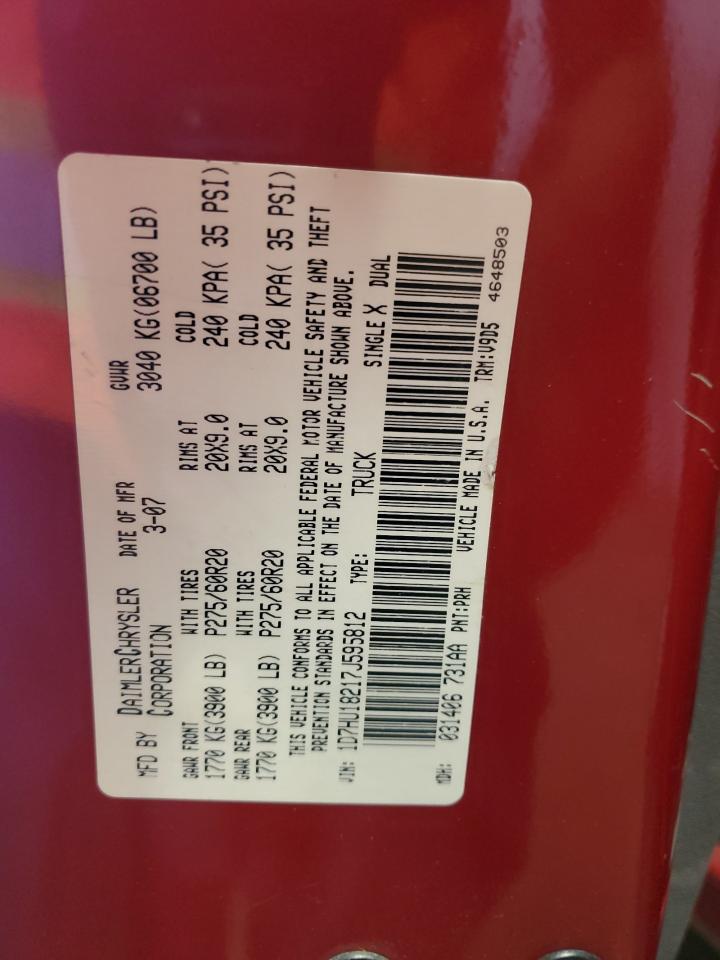 MFD BY DAIMLERCHRYSLER CORPORATION DATE OF MFR 3-07 GVWR 3040 KG(06700 LB)
GAWR FRONT WITH TIRES RIMS AT COLD
1770 KG(3900 LB) P275/60R20 20X9.0 240 KPA( 35 PSI)
GAWR REAR WITH TIRES RIMS AT COLD
1770 KG(3900 LB) P275/60R20 20X9.0 240 KPA( 35 PSI)
THIS VEHICLE CONFORMS TO ALL APPLICABLE FEDERAL MOTOR VEHICLE SAFETY AND THEFT
PREVENTION STANDARDS IN EFFECT ON THE DATE OF MANUFACTURE SHOWN ABOVE.
VIN: 1D7HU18217J595812 TYPE: TRUCK SINGLE X DUAL
MDH: 031406 731AA PNT:PRH VEHICLE MADE IN U.S.A. TRM:V9D5
4648503